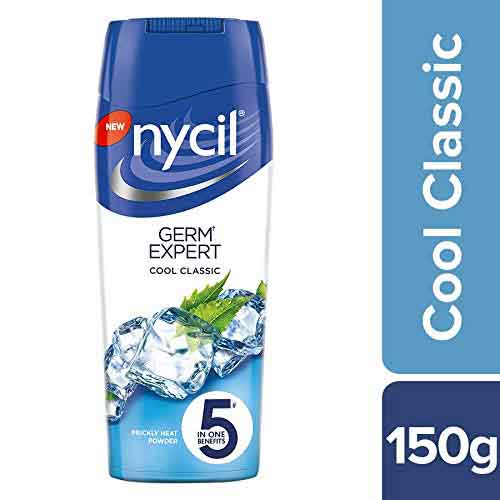 NEW
nycil®
GERM'
EXPERT
COOL CLASSIC
PRICKLY HEAT
POWDER
5#
IN ONE
BENEFITS
Cool Classic
150g